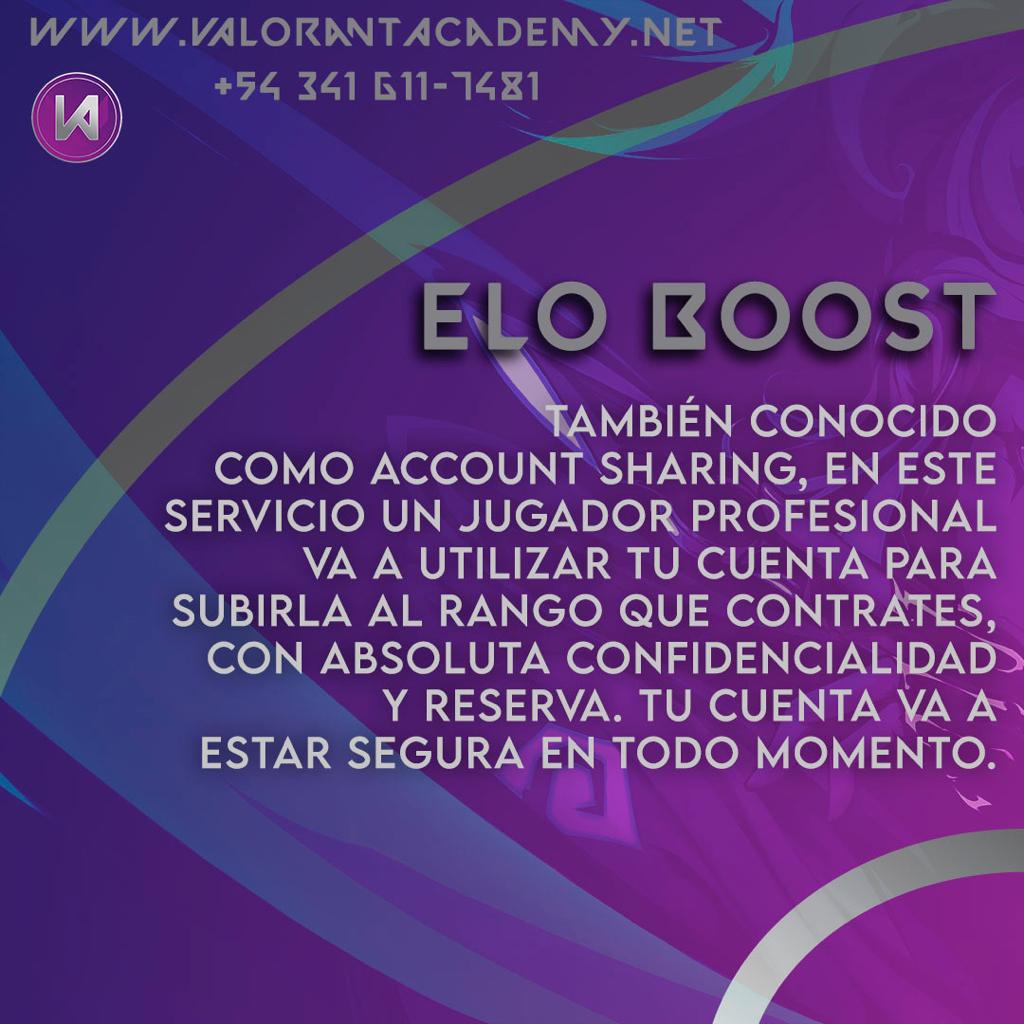 WWW.VALORANTACADEMY.NET
+54 341 611-7481
VA
ELO BOOST
TAMBIÉN CONOCIDO
COMO ACCOUNT SHARING, EN ESTE
SERVICIO UN JUGADOR PROFESIONAL
VA A UTILIZAR TU CUENTA PARA
SUBIRLA AL RANGO QUE CONTRATES,
CON ABSOLUTA CONFIDENCIALIDAD
Y RESERVA. TU CUENTA VA A
ESTAR SEGURA EN TODO MOMENTO.